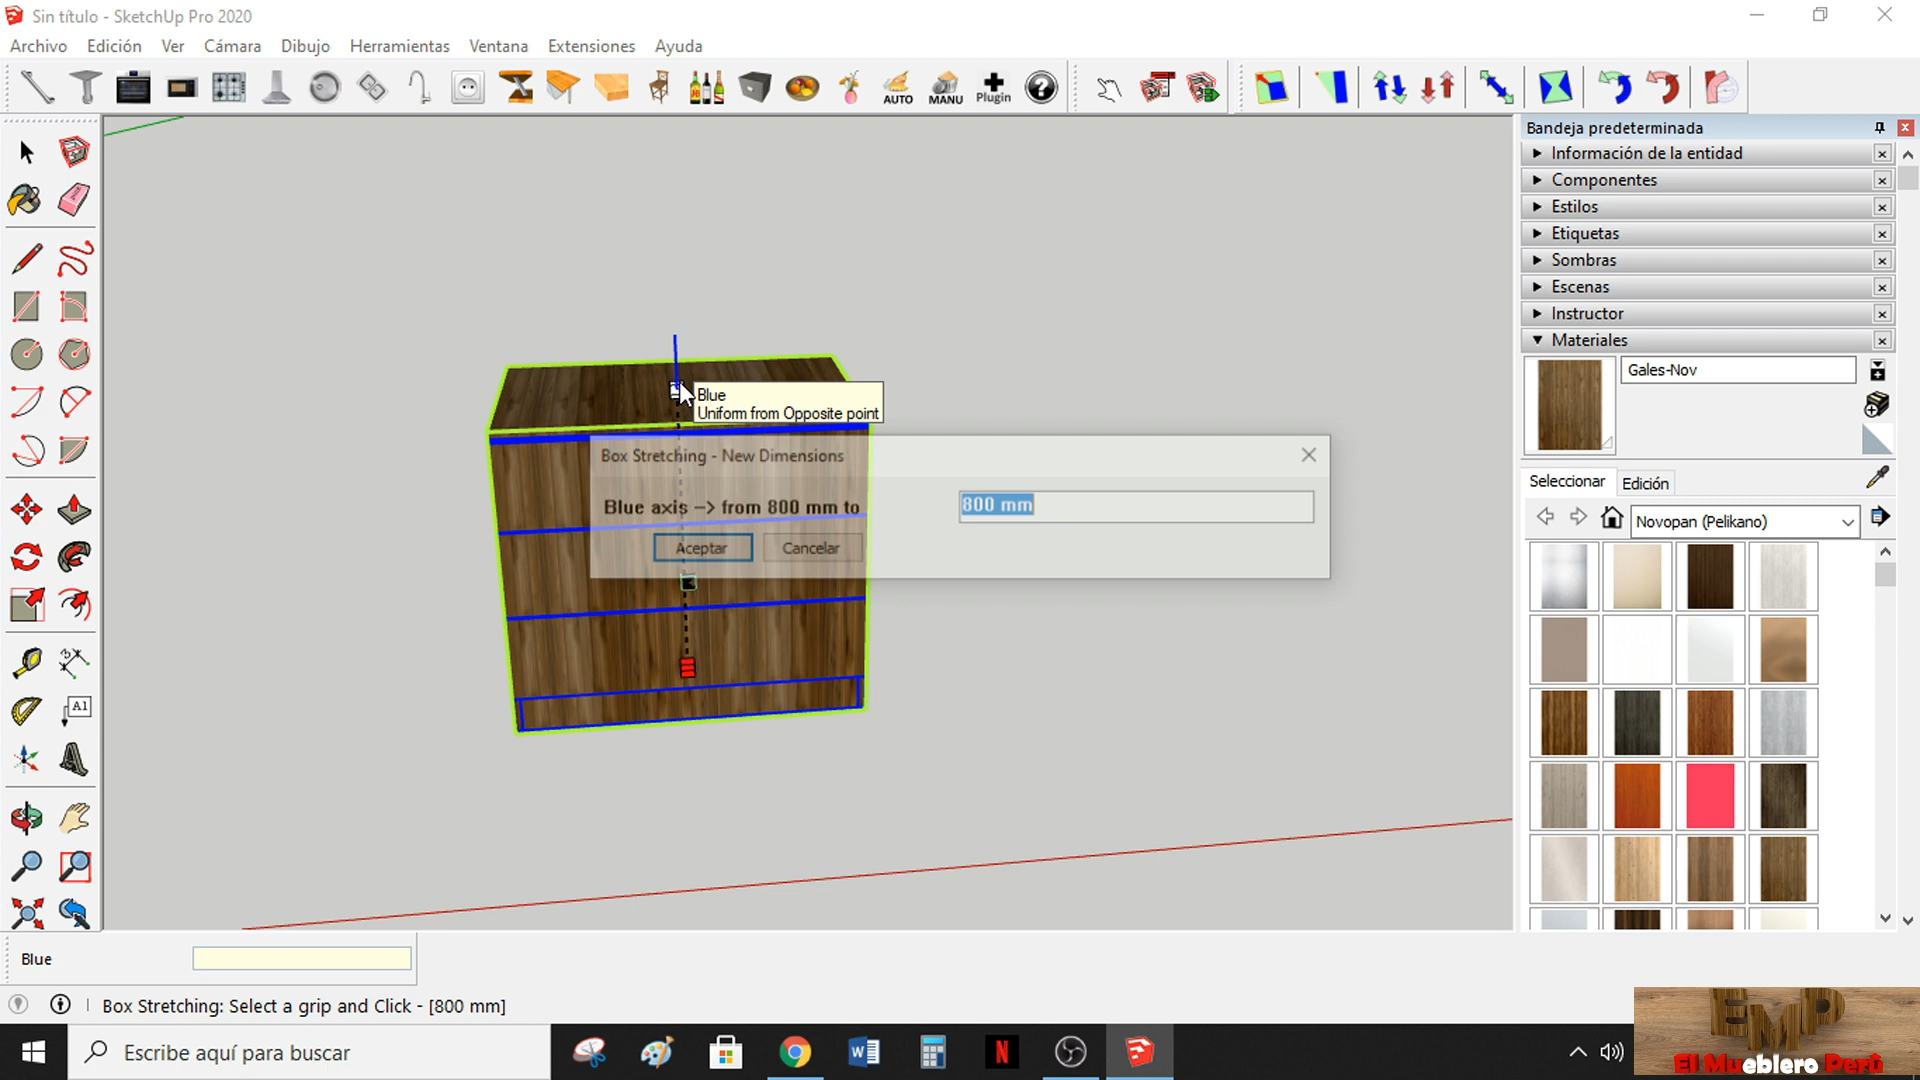 Sin título - SketchUp Pro 2020
Archivo Edición Ver Cámara Dibujo Herramientas Ventana Extensiones Ayuda
AUTO MANU Plugin
Bandeja predeterminada
Información de la entidad
Componentes
Estilos
Etiquetas
Sombras
Escenas
Instructor
Materiales
Gales-Nov
Seleccionar Edición
Novopan (Pelikano)
Blue
Uniform from Opposite point
Box Stretching - New Dimensions
Blue axis --> from 800 mm to 800 mm
Aceptar Cancelar
A1
Blue
Box Stretching: Select a grip and Click - [800 mm]
Escribe aquí para buscar
EMP
El Mueblero Perú